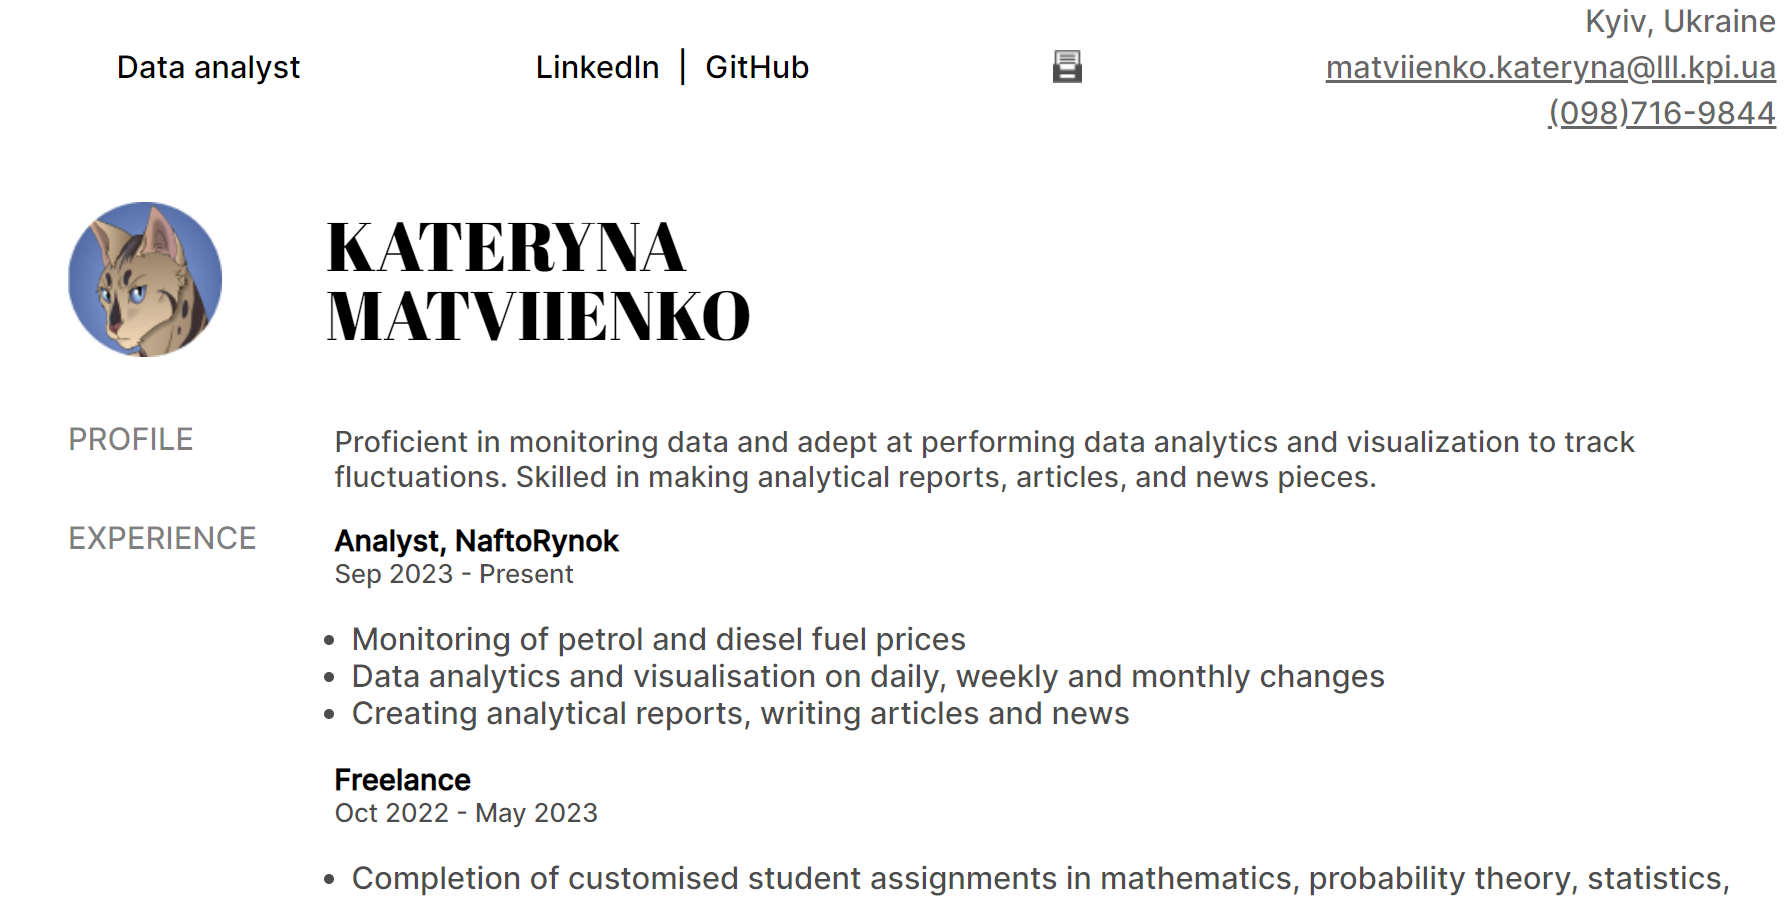 Kyiv, Ukraine
Data analyst LinkedIn | GitHub matviienko.kateryna@lll.kpi.ua
(098)716-9844
KATERYNA
MATVIIENKO
PROFILE
Proficient in monitoring data and adept at performing data analytics and visualization to track
fluctuations. Skilled in making analytical reports, articles, and news pieces.
EXPERIENCE
Analyst, NaftoRynok
Sep 2023 - Present
• Monitoring of petrol and diesel fuel prices
• Data analytics and visualisation on daily, weekly and monthly changes
• Creating analytical reports, writing articles and news
Freelance
Oct 2022 - May 2023
• Completion of customised student assignments in mathematics, probability theory, statistics,